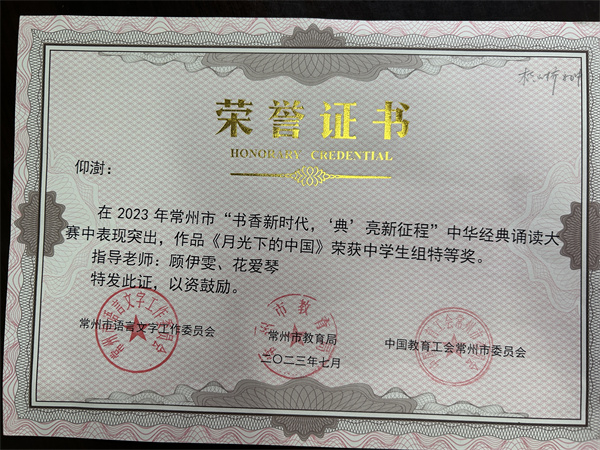 荣誉证书
HONORARY CREDENTIAL
仰澍：
在2023年常州市“书香新时代，‘典’亮新征程”中华经典诵读大
赛中表现突出，作品《月光下的中国》荣获中学生组特等奖。
指导老师：顾伊雯、花爱琴
特发此证，以资鼓励。
常州市语言文字工作委员会
常州市教育局
中国教育工会常州市委员会
二〇二三年七月